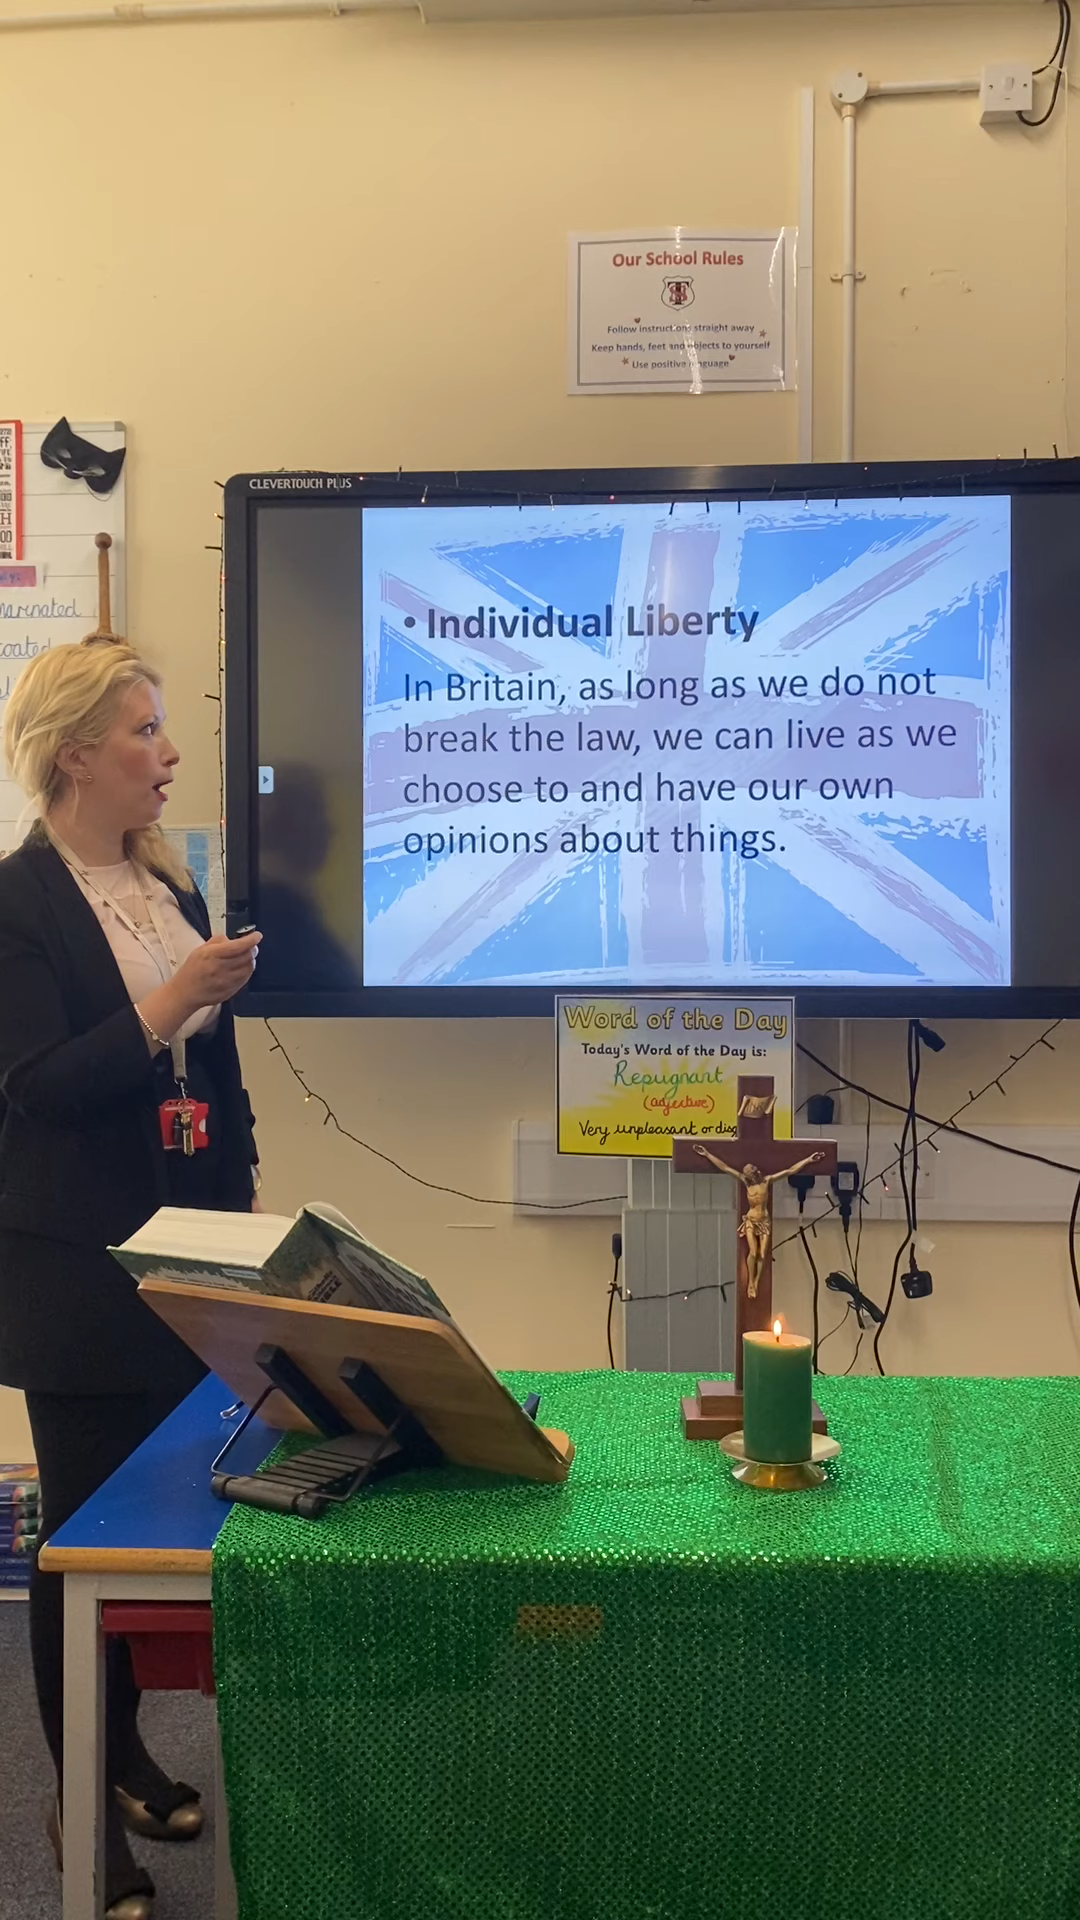 Our School Rules
Follow instructions straight away
Keep hands, feet and objects to yourself
Use positive language
CLEVERTOUCH PLUS
• Individual Liberty
In Britain, as long as we do not
break the law, we can live as we
choose to and have our own
opinions about things.
marinated
coated
Word of the Day
Today's Word of the Day is:
Repugnant
(adjective)
Very unpleasant or
BIBLE